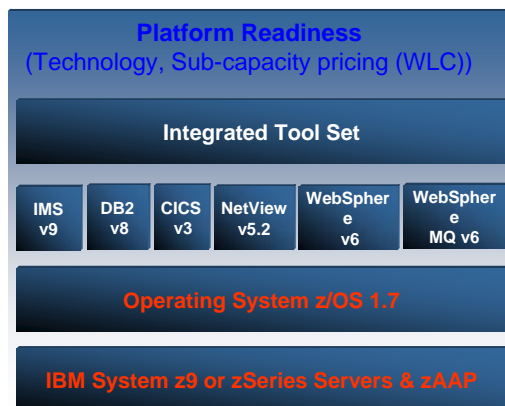 Platform Readiness
(Technology, Sub-capacity pricing (WLC))
Integrated Tool Set
IMS
v9
DB2
v8
CICS
v3
NetView
v5.2
WebSpher
e
v6
WebSpher
e
MQ v6
Operating System z/OS 1.7
IBM System z9 or zSeries Servers & zAAP